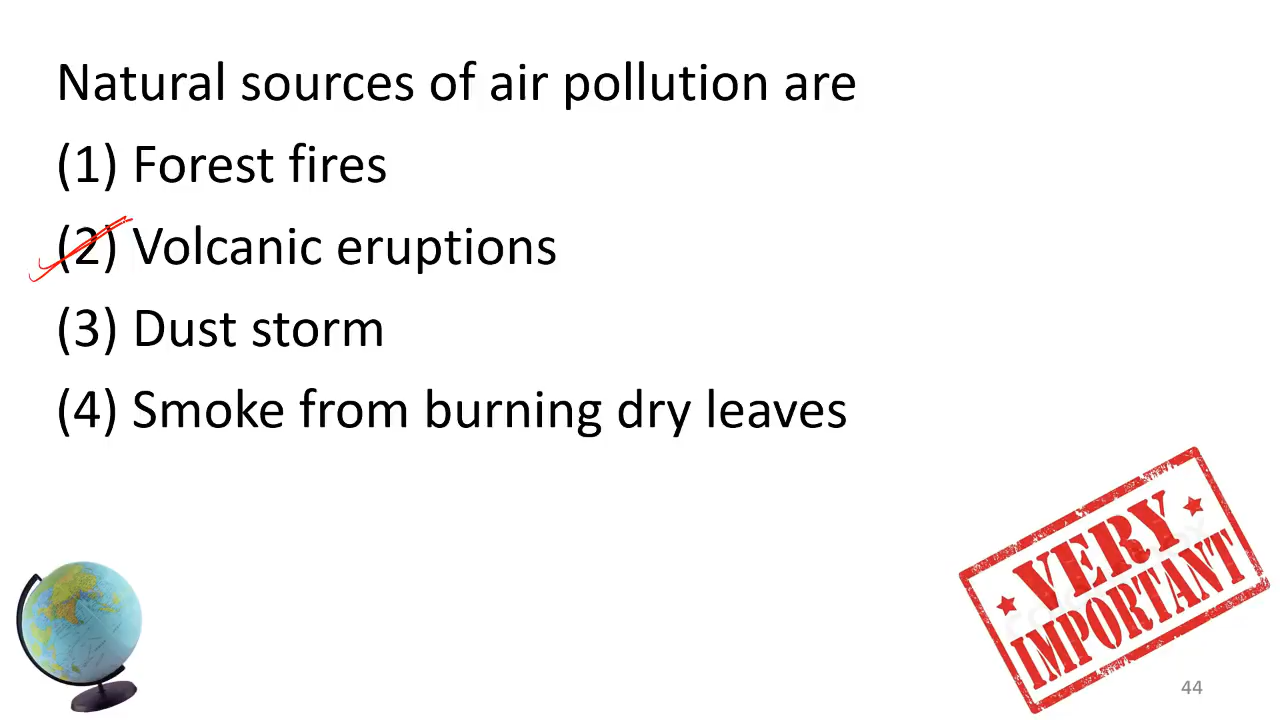 Natural sources of air pollution are
(1) Forest fires
(2) Volcanic eruptions
(3) Dust storm
(4) Smoke from burning dry leaves
VERY
IMPORTANT
44